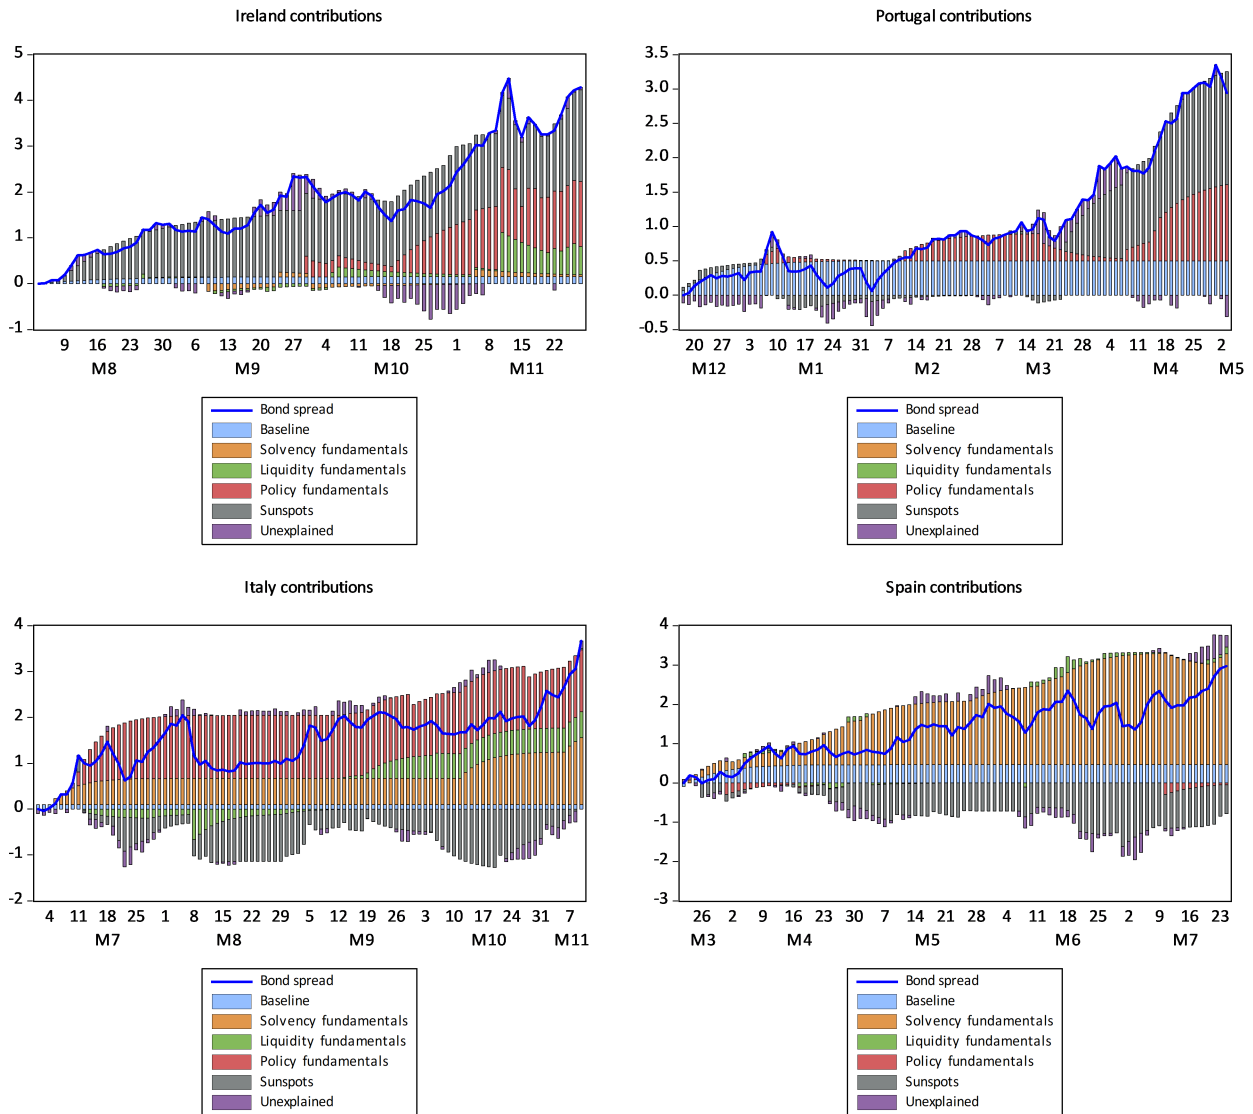 Ireland contributions
5
4
3
2
1
0
-1
9 16 23 30 6 13 20 27 4 11 18 25 1 8 15 22
M8 M9 M10 M11
Bond spread
Baseline
Solvency fundamentals
Liquidity fundamentals
Policy fundamentals
Sunspots
Unexplained
Portugal contributions
3.5
3.0
2.5
2.0
1.5
1.0
0.5
0.0
-0.5
20 27 3 10 17 24 31 7 14 21 28 7 14 21 28 4 11 18 25 2
M12 M1 M2 M3 M4 M5
Bond spread
Baseline
Solvency fundamentals
Liquidity fundamentals
Policy fundamentals
Sunspots
Unexplained
Italy contributions
4
3
2
1
0
-1
-2
4 11 18 25 1 8 15 22 29 5 12 19 26 3 10 17 24 31 7
M7 M8 M9 M10 M11
Bond spread
Baseline
Solvency fundamentals
Liquidity fundamentals
Policy fundamentals
Sunspots
Unexplained
Spain contributions
4
3
2
1
0
-1
-2
-3
26 2 9 16 23 30 7 14 21 28 4 11 18 25 2 9 16 23
M3 M4 M5 M6 M7
Bond spread
Baseline
Solvency fundamentals
Liquidity fundamentals
Policy fundamentals
Sunspots
Unexplained